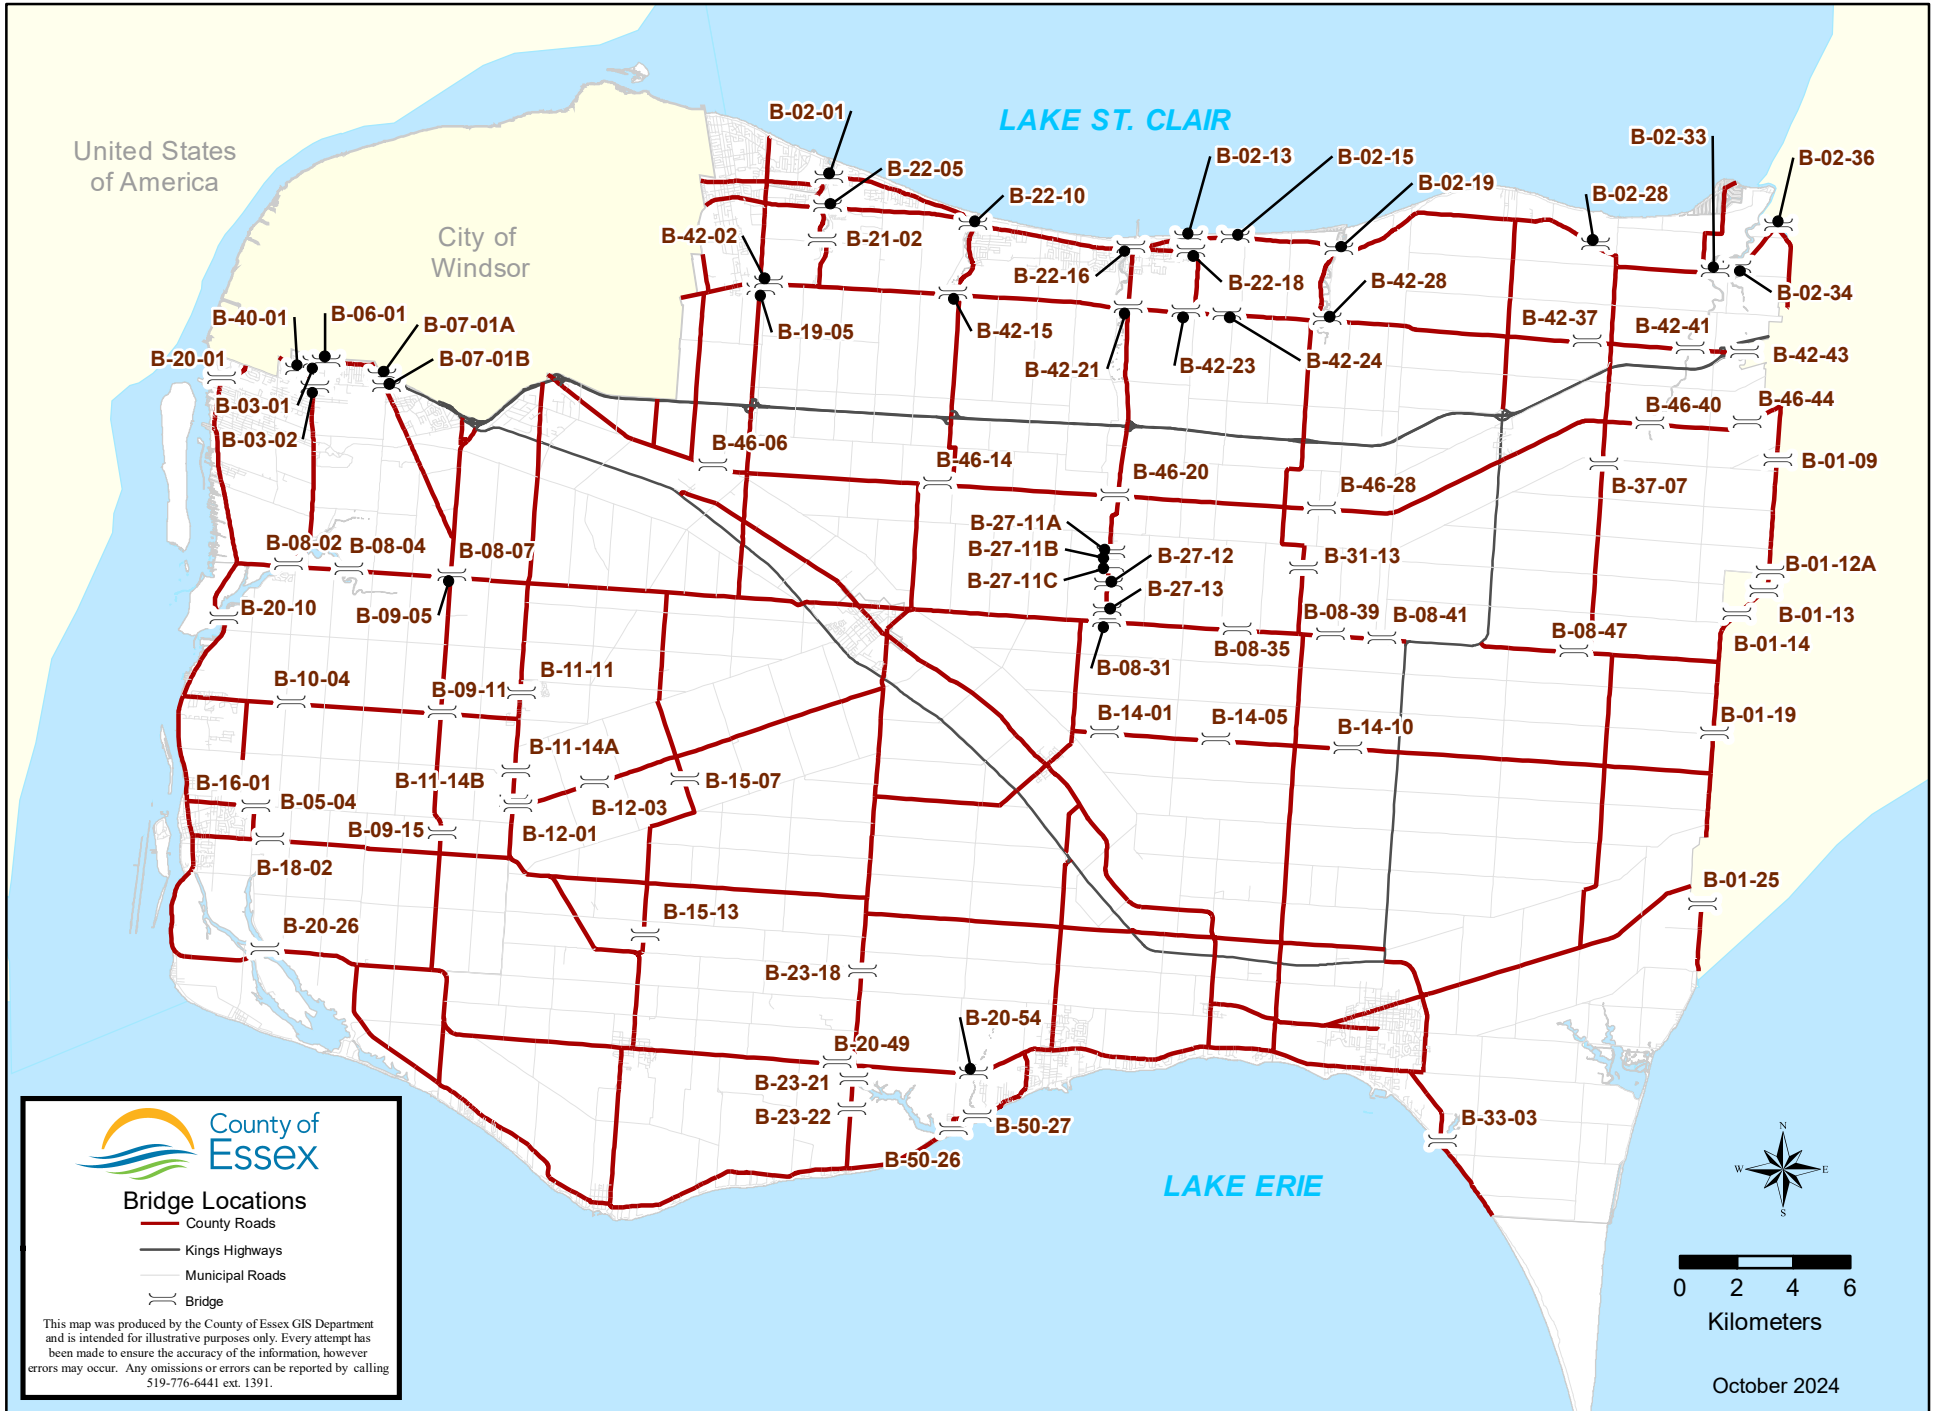 B-02-01
LAKE ST. CLAIR
B-02-33
United States
of America
B-22-05
B-02-13
B-02-15
B-02-36
B-02-19
B-02-28
B-22-10
City of
Windsor
B-42-02
B-21-02
B-22-16
B-22-18
B-42-28
B-02-34
B-40-01
B-06-01
B-07-01A
B-19-05
B-42-15
B-42-37
B-42-41
B-20-01
B-07-01B
B-42-21
B-42-23
B-42-24
B-42-43
B-03-01
B-46-40
B-46-44
B-03-02
B-46-06
B-46-14
B-46-20
B-46-28
B-37-07
B-01-09
B-27-11A
B-08-02
B-08-04
B-08-07
B-27-11B
B-27-12
B-31-13
B-01-12A
B-27-11C
B-27-13
B-20-10
B-09-05
B-08-39
B-08-41
B-01-13
B-08-47
B-08-35
B-01-14
B-08-31
B-11-11
B-10-04
B-09-11
B-14-01
B-14-05
B-14-10
B-01-19
B-11-14A
B-16-01
B-11-14B
B-15-07
B-05-04
B-12-03
B-09-15
B-12-01
B-18-02
B-01-25
B-15-13
B-20-26
B-23-18
B-20-54
B-20-49
B-23-21
B-23-22
B-50-27
B-33-03
B-50-26
LAKE ERIE
County of
Essex
Bridge Locations
County Roads
Kings Highways
Municipal Roads
Bridge
This map was produced by the County of Essex GIS Department
and is intended for illustrative purposes only. Every attempt has
been made to ensure the accuracy of the information, however
errors may occur. Any omissions or errors can be reported by calling
519-776-6441 ext. 1391.
N
W
E
S
0 2 4 6
Kilometers
October 2024